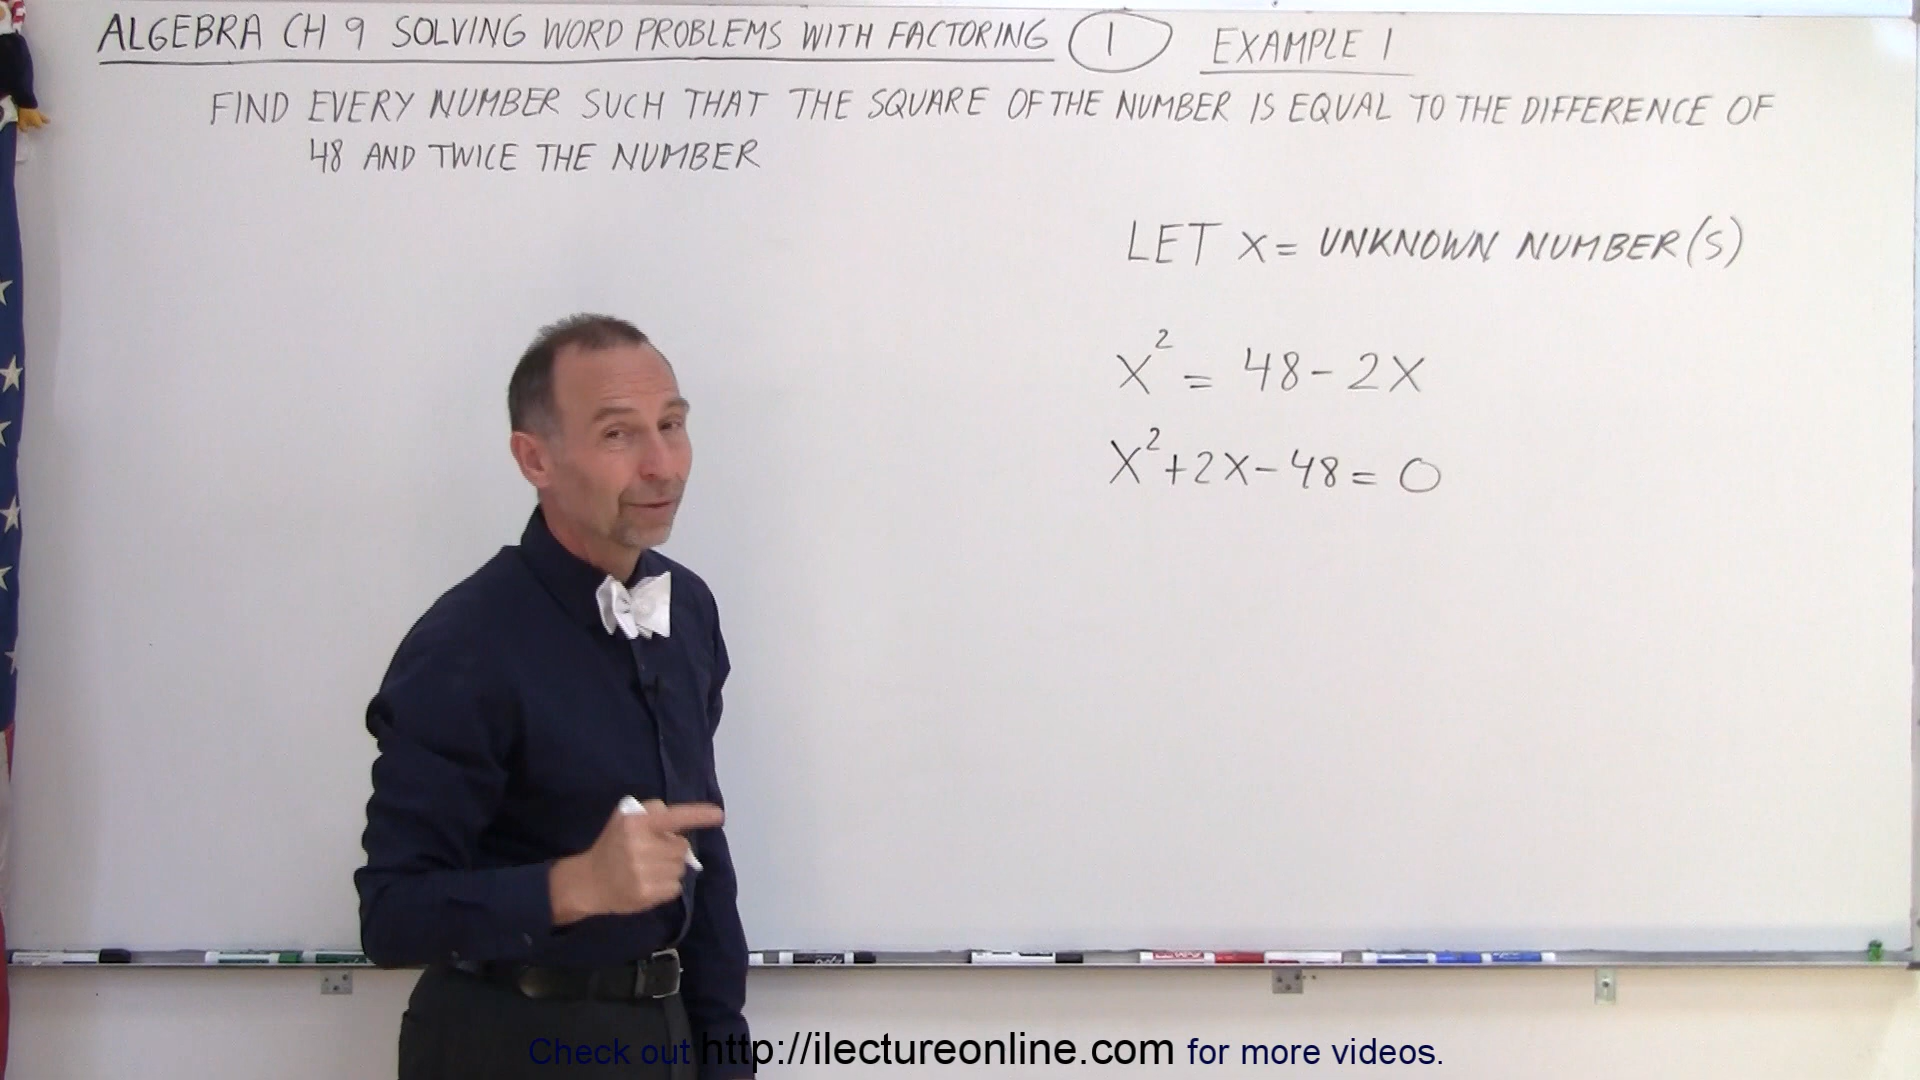 ALGEBRA CH 9 SOLVING WORD PROBLEMS WITH FACTORING 1 EXAMPLE 1
FIND EVERY NUMBER SUCH THAT THE SQUARE OF THE NUMBER IS EQUAL TO THE DIFFERENCE OF
48 AND TWICE THE NUMBER
LET X = UNKNOWN NUMBER(S)
X² = 48 - 2X
X² + 2X - 48 = 0
Check out http://ilectureonline.com for more videos.